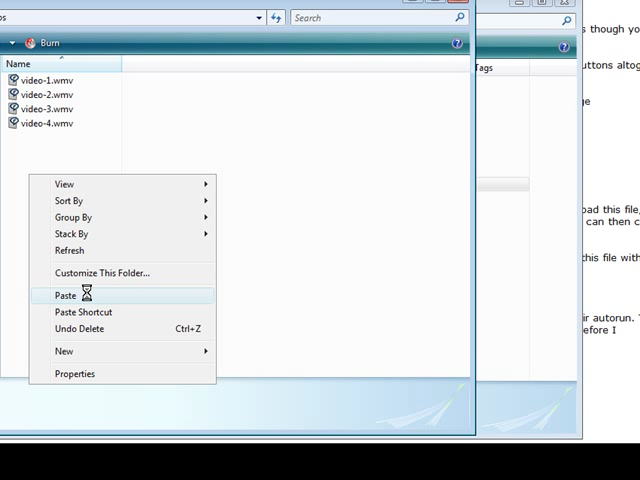 os
Search
s though yo
Burn
Name
Tags
uttons altog
video-1.wmv
video-2.wmv
ge
video-3.wmv
video-4.wmv
View
Sort By
oad this file,
Group By
can then c
Stack By
Refresh
this file with
Customize This Folder...
Paste
Paste Shortcut
ir autorun. T
Undo Delete Ctrl+Z
efore I
New
Properties